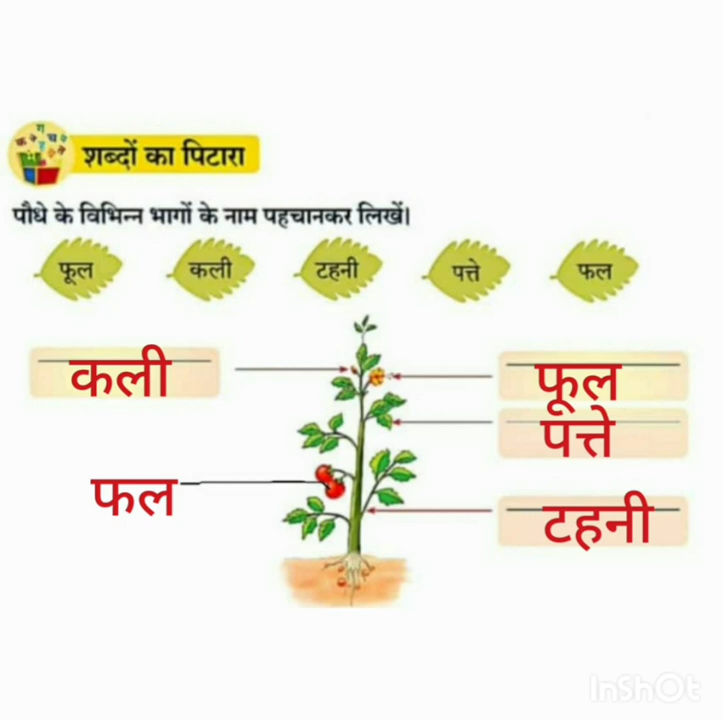 शब्दों का पिटारा
पौधे के विभिन्न भागों के नाम पहचानकर लिखें।
फूल कली टहनी पत्ते फल
कली
फूल
पत्ते
फल
टहनी
InShOt